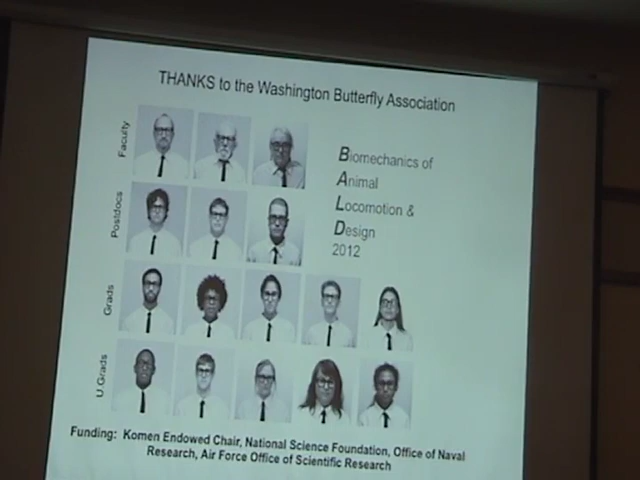 THANKS to the Washington Butterfly Association
Faculty
Postdocs
Grads
U.Grads
Biomechanics of
Animal
Locomotion &
Design
2012
Funding: Komen Endowed Chair, National Science Foundation, Office of Naval
Research, Air Force Office of Scientific Research